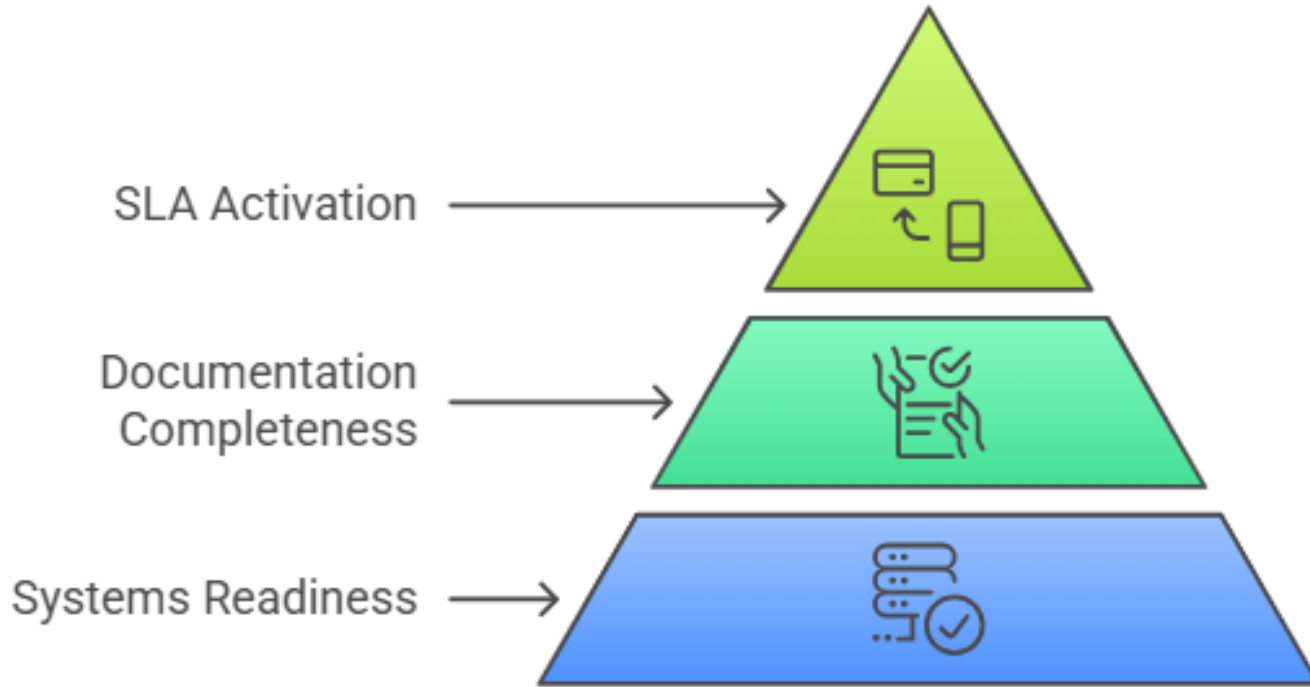 SLA Activation
Documentation
Completeness
Systems Readiness